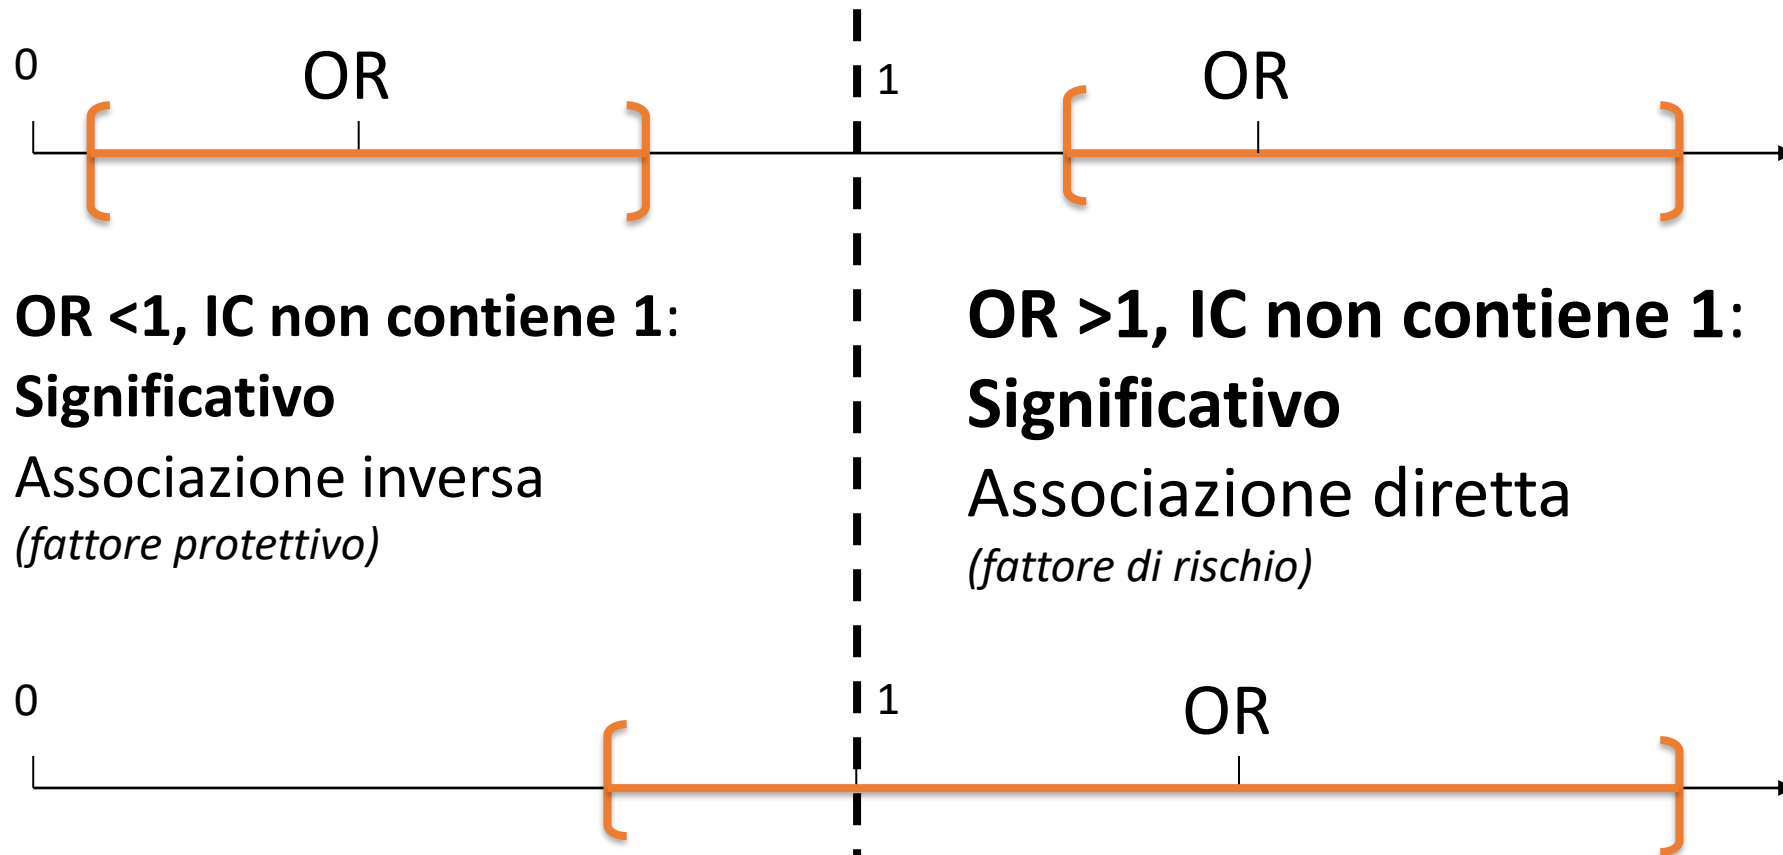 0
OR
1
OR
OR <1, IC non contiene 1:
Significativo
Associazione inversa
(fattore protettivo)
OR >1, IC non contiene 1:
Significativo
Associazione diretta
(fattore di rischio)
0
1
OR